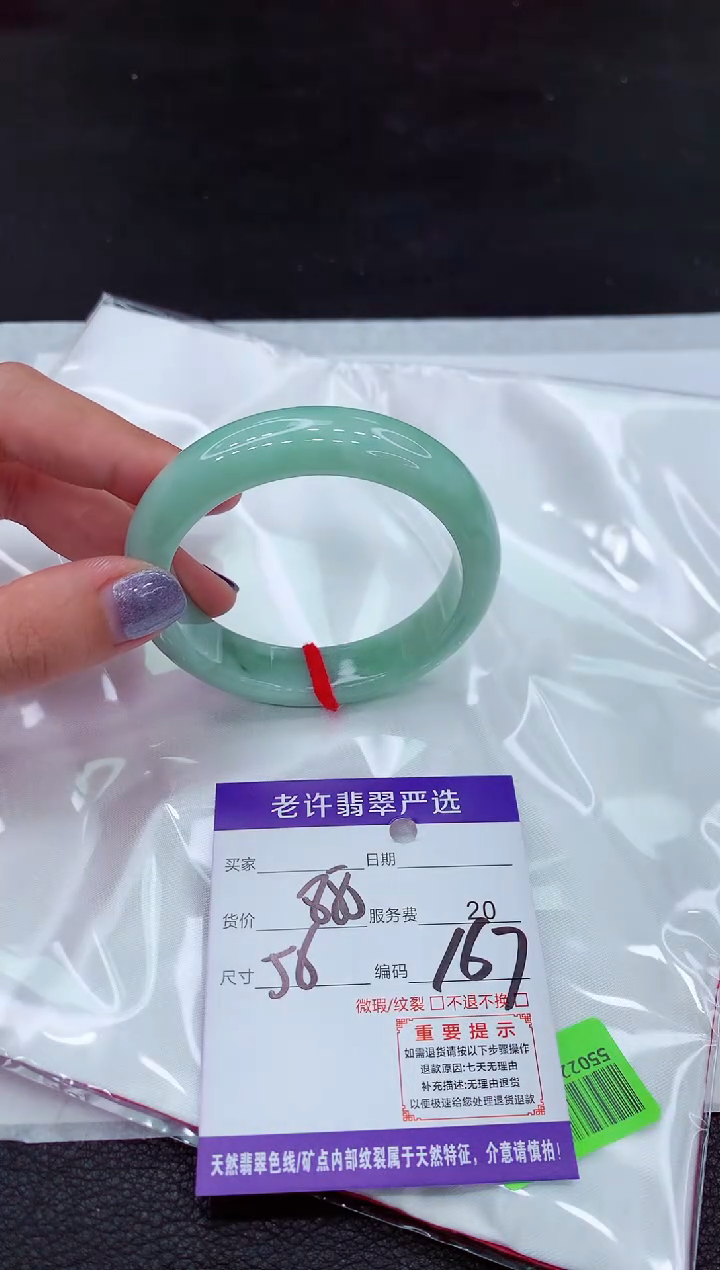 老许翡翠严选
买家 日期
货价 服务费 20
尺寸 56 编码 167
微瑕/纹裂 □不退不换□
重要提示
如需退货请按以下步骤操作
退款原因:七天无理由
补充描述:无理由退货
以便极速给您处理退货退款
天然翡翠色线/矿点内部纹裂属于天然特征，介意请慎拍!